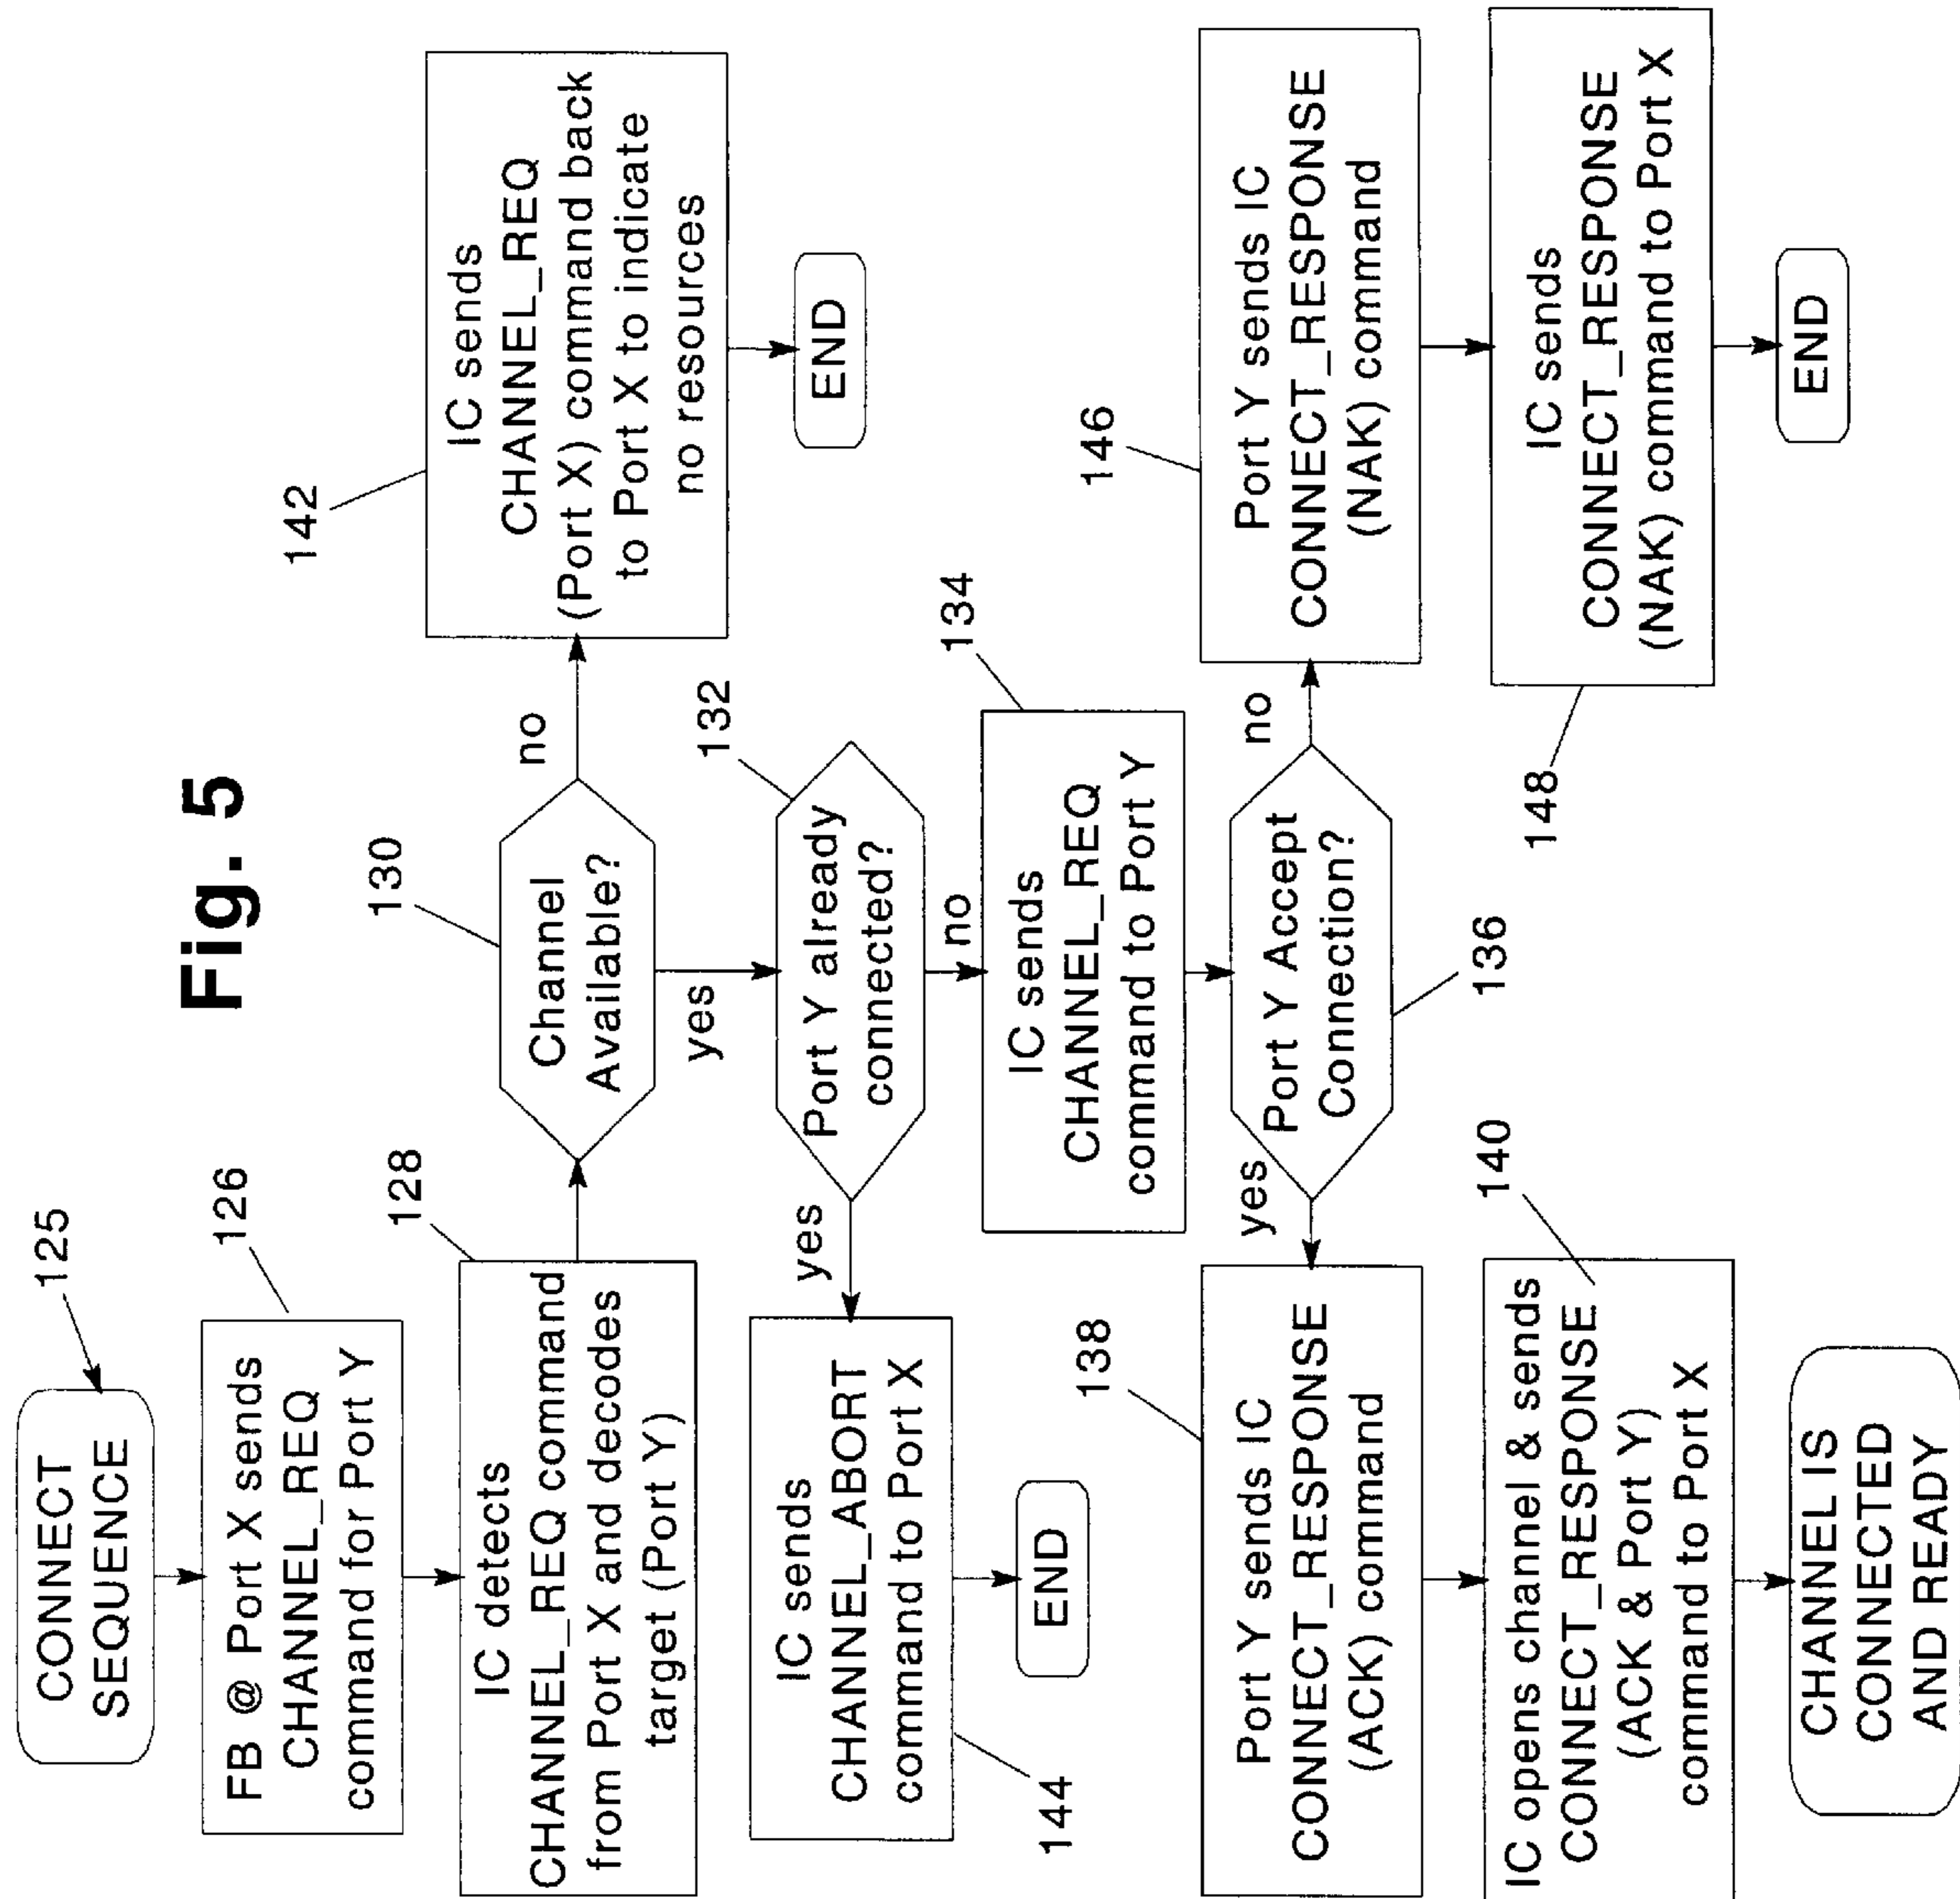 Fig. 5
CONNECT
SEQUENCE
125
FB @ Port X sends
CHANNEL_REQ
command for Port Y
126
IC detects
CHANNEL_REQ command
from Port X and decodes
target (Port Y)
128
Channel
Available?
130
no
yes
IC sends
CHANNEL_REQ
(Port X) command back
to Port X to indicate
no resources
142
END
Port Y already
connected?
132
yes
no
IC sends
CHANNEL_ABORT
command to Port X
144
END
IC sends
CHANNEL_REQ
command to Port Y
134
Port Y Accept
Connection?
136
yes
no
Port Y sends IC
CONNECT_RESPONSE
(ACK) command
138
IC opens channel & sends
CONNECT_RESPONSE
(ACK & Port Y)
command to Port X
140
CHANNEL IS
CONNECTED
AND READY
Port Y sends IC
CONNECT_RESPONSE
(NAK) command
146
IC sends
CONNECT_RESPONSE
(NAK) command to Port X
148
END